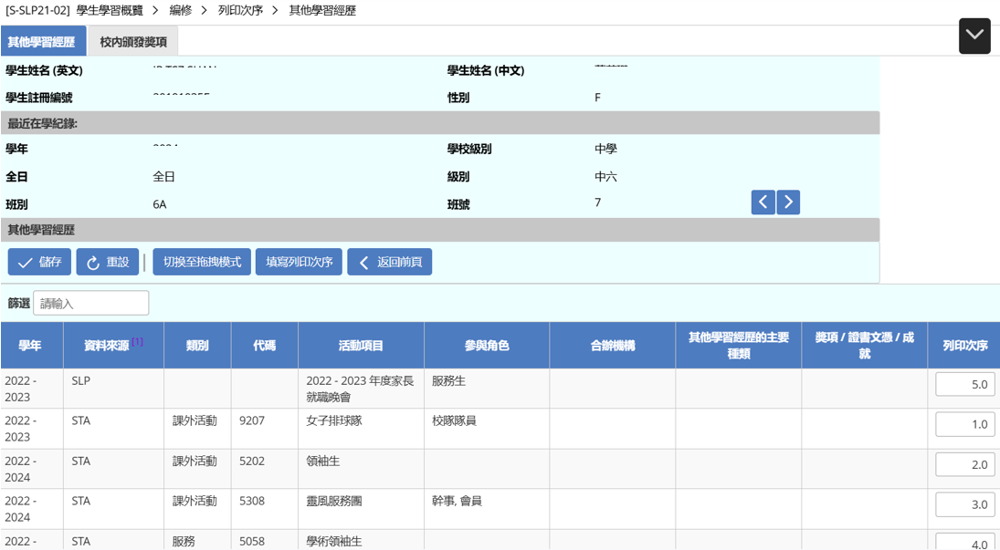 [S-SLP21-02] 學生學習概覽 > 編修 > 列印次序 > 其他學習經歷
其他學習經歷 校內頒發獎項
學生姓名 (英文) 學生姓名 (中文)
學生註冊編號 性別 F
最近在學紀錄:
學年 學校級別 中學
全日 全日 級別 中六
班別 6A 班號 7
其他學習經歷
儲存 重設 | 切換至拖拽模式 填寫列印次序 返回前頁
篩選 請輸入
學年 資料來源 [1] 類別 代碼 活動項目 參與角色 合辦機構 其他學習經歷的主要種類 獎項 / 證書文憑 / 成就 列印次序
2022 - 2023 SLP 2022 - 2023 年度家長就職晚會 服務生 5.0
2022 - 2023 STA 課外活動 9207 女子排球隊 校隊隊員 1.0
2022 - 2024 STA 課外活動 5202 領袖生 2.0
2022 - 2024 STA 課外活動 5308 靈風服務團 幹事, 會員 3.0
2022 - STA 服務 5058 學術領袖生 4.0